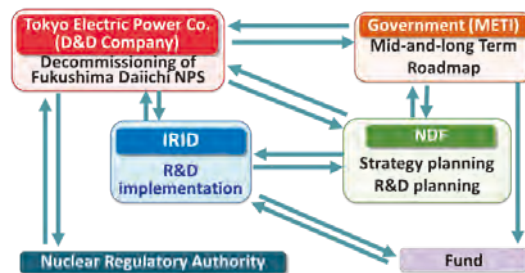 Tokyo Electric Power Co.
(D&D Company)
Decommissioning
of Fukushima Daiichi NPS
Government (METI)
Mid-and-long Term
Roadmap
IRID
R&D
implementation
NDF
Strategy planning
R&D planning
Nuclear Regulatory Authority
Fund